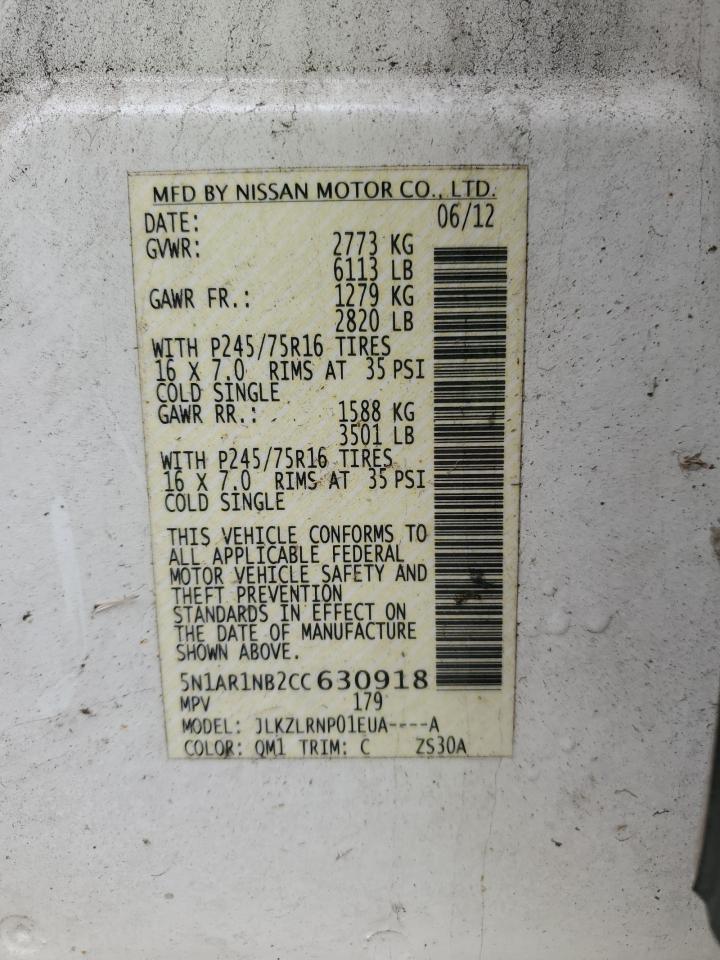 MFD BY NISSAN MOTOR CO., LTD.
DATE: 06/12
GVWR: 2773 KG
6113 LB
GAWR FR.: 1279 KG
2820 LB
WITH P245/75R16 TIRES
16 X 7.0 RIMS AT 35 PSI
COLD SINGLE
GAWR RR.: 1588 KG
3501 LB
WITH P245/75R16 TIRES
16 X 7.0 RIMS AT 35 PSI
COLD SINGLE
THIS VEHICLE CONFORMS TO
ALL APPLICABLE FEDERAL
MOTOR VEHICLE SAFETY AND
THEFT PREVENTION
STANDARDS IN EFFECT ON
THE DATE OF MANUFACTURE
SHOWN ABOVE.
5N1AR1NB2CC630918
MPV 179
MODEL: JLKZLRNP01EUA----A
COLOR: QM1 TRIM: C ZS30A